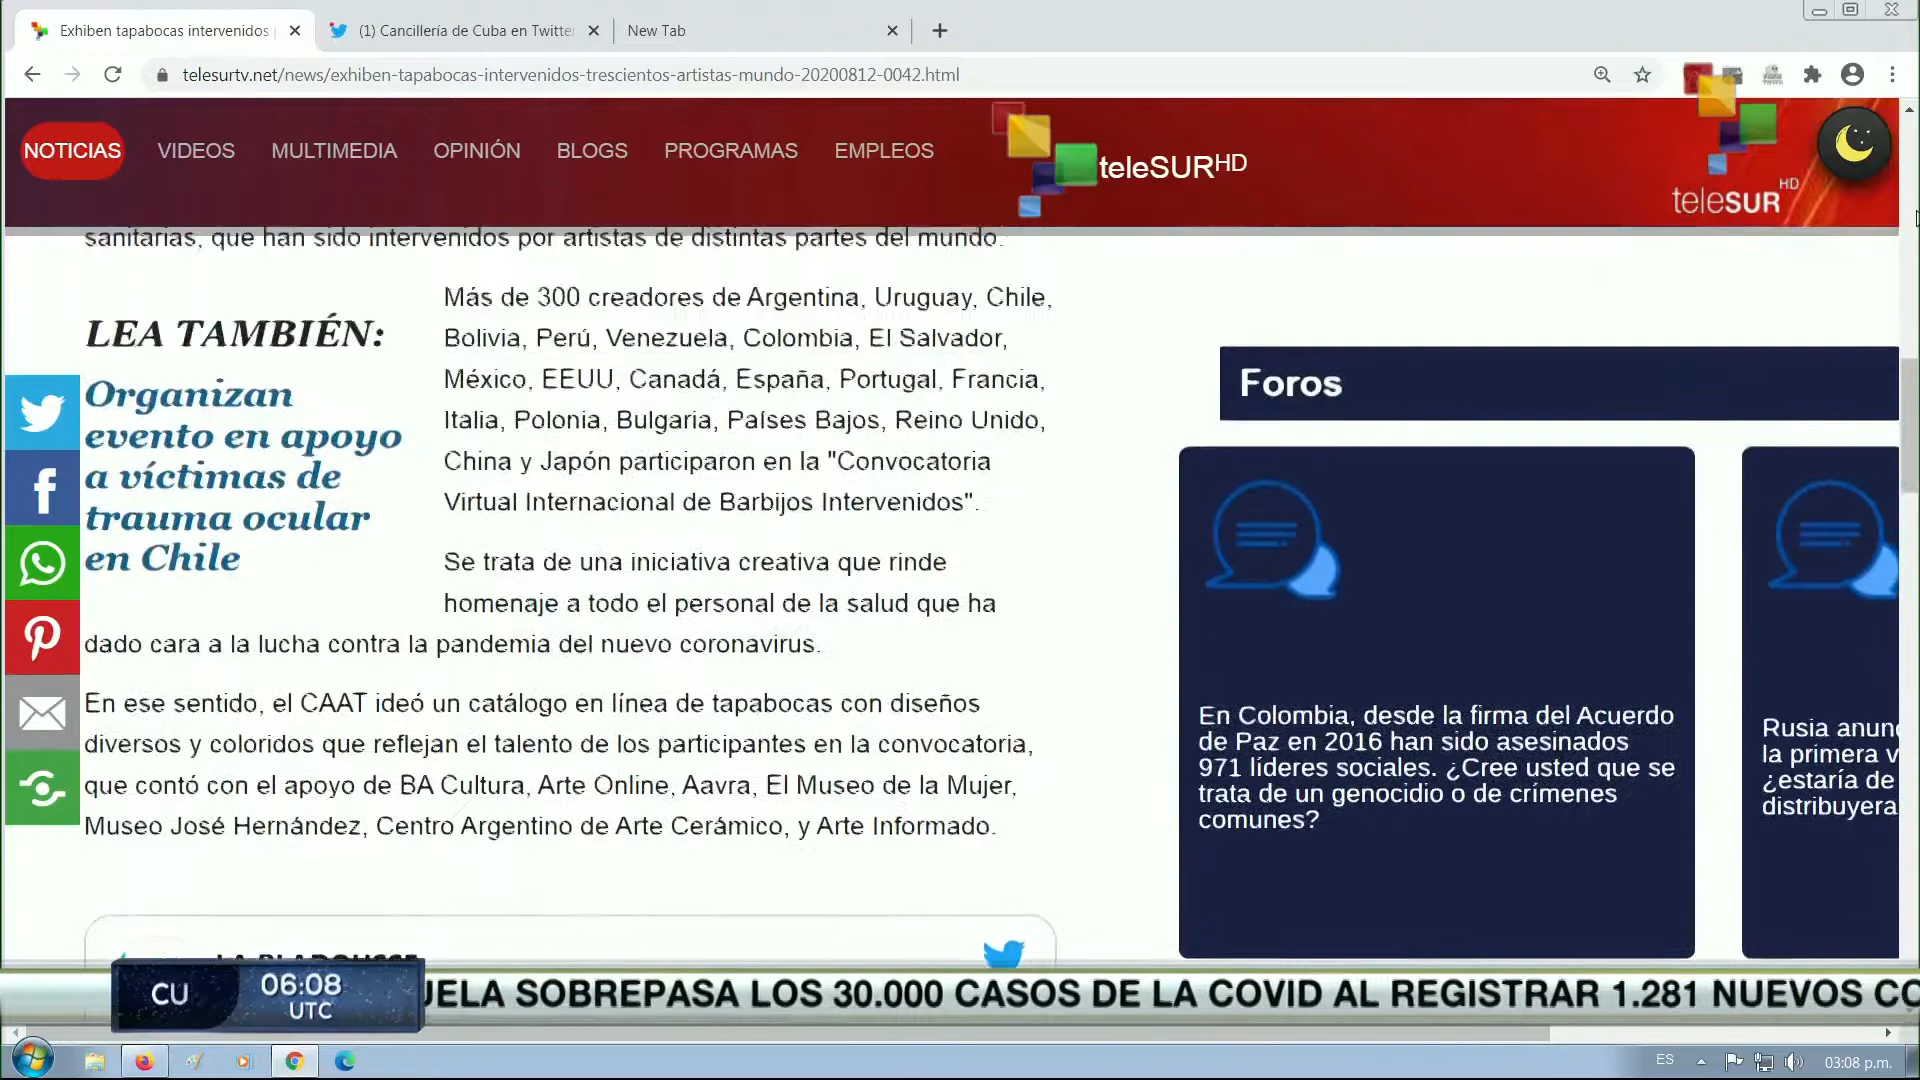 Exhiben tapabocas intervenidos
(1) Cancillería de Cuba en Twitter
New Tab
telesurtv.net/news/exhiben-tapabocas-intervenidos-trescientos-artistas-mundo-20200812-0042.html
NOTICIAS
VIDEOS
MULTIMEDIA
OPINIÓN
BLOGS
PROGRAMAS
EMPLEOS
teleSURHD
teleSURHD
sanitarias, que han sido intervenidos por artistas de distintas partes del mundo.
LEA TAMBIÉN:
Organizan
evento en apoyo
a víctimas de
trauma ocular
en Chile
Más de 300 creadores de Argentina, Uruguay, Chile,
Bolivia, Perú, Venezuela, Colombia, El Salvador,
México, EEUU, Canadá, España, Portugal, Francia,
Italia, Polonia, Bulgaria, Países Bajos, Reino Unido,
China y Japón participaron en la "Convocatoria
Virtual Internacional de Barbijos Intervenidos".
Se trata de una iniciativa creativa que rinde
homenaje a todo el personal de la salud que ha
dado cara a la lucha contra la pandemia del nuevo coronavirus.
En ese sentido, el CAAT ideó un catálogo en línea de tapabocas con diseños
diversos y coloridos que reflejan el talento de los participantes en la convocatoria,
que contó con el apoyo de BA Cultura, Arte Online, Aavra, El Museo de la Mujer,
Museo José Hernández, Centro Argentino de Arte Cerámico, y Arte Informado.
Foros
En Colombia, desde la firma del Acuerdo
de Paz en 2016 han sido asesinados
971 líderes sociales. ¿Cree usted que se
trata de un genocidio o de crímenes
comunes?
Rusia anun
la primera v
¿estaría de
distribuyera
CU
06:08
UTC
UELA SOBREPASA LOS 30.000 CASOS DE LA COVID AL REGISTRAR 1.281 NUEVOS CO
ES
03:08 p.m.